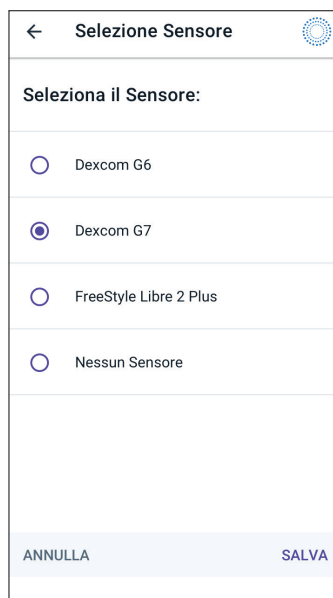 Selezione Sensore
Seleziona il Sensore:
Dexcom G6
Dexcom G7
FreeStyle Libre 2 Plus
Nessun Sensore
ANNULLA SALVA